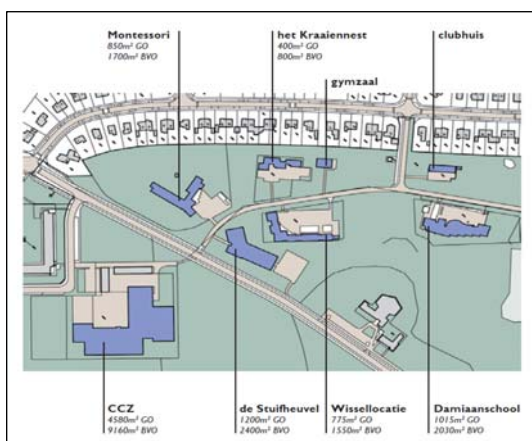 Montessori
850m² GO
1700m² BVO
het Kraaiennest
400m² GO
800m² BVO
clubhuis
gymzaal
CCZ
4580m² GO
9160m² BVO
de Stuifheuvel
1200m² GO
2400m² BVO
Wissellocatie
775m² GO
1550m² BVO
Damiaanschool
1015m² GO
2030m² BVO